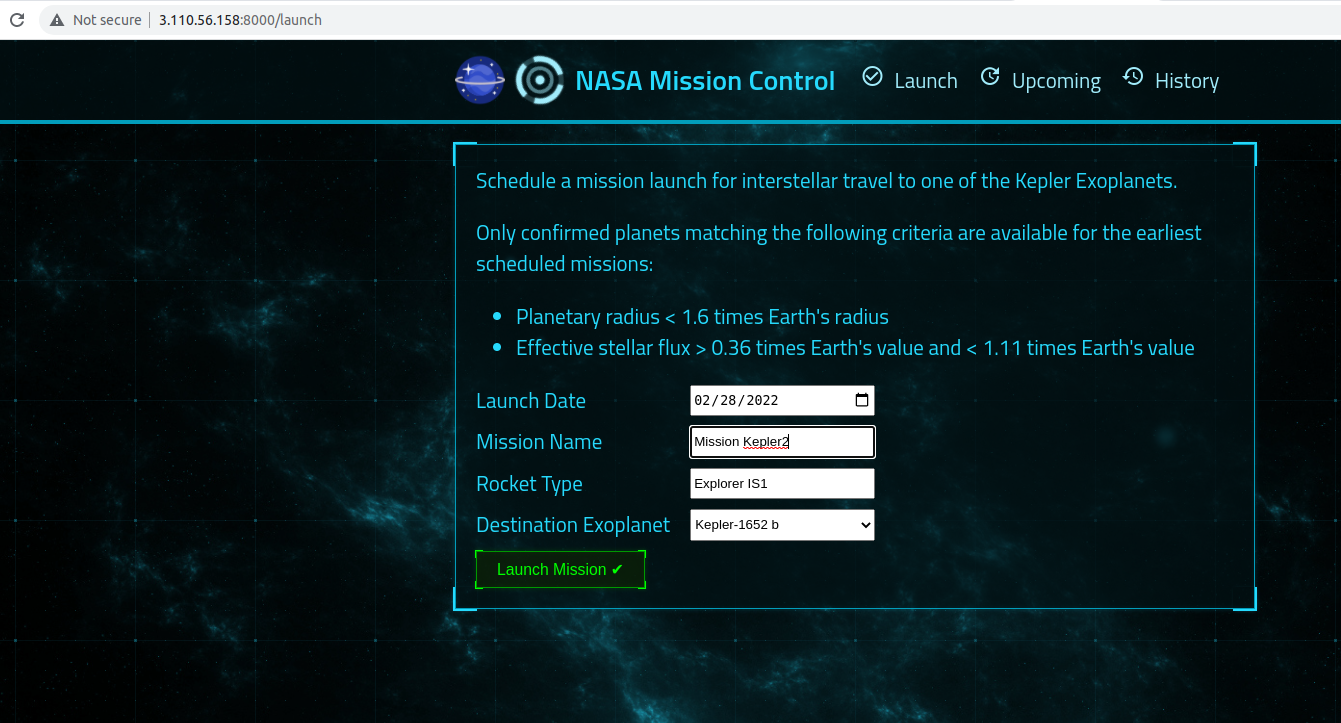 Not secure 3.110.56.158:8000/launch
NASA Mission Control Launch Upcoming History
Schedule a mission launch for interstellar travel to one of the Kepler Exoplanets.
Only confirmed planets matching the following criteria are available for the earliest
scheduled missions:
• Planetary radius < 1.6 times Earth's radius
• Effective stellar flux > 0.36 times Earth's value and < 1.11 times Earth's value
Launch Date 02/28/2022
Mission Name Mission Kepler2
Rocket Type Explorer IS1
Destination Exoplanet Kepler-1652 b
Launch Mission ✔